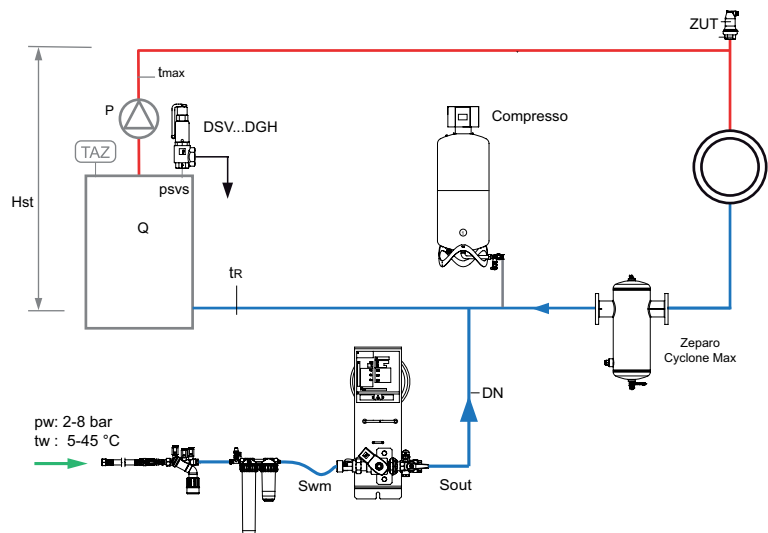 ZUT
tmax
P
DSV...DGH
Compresso
TAZ
psvs
Hst
Q
tR
Zeparo
Cyclone Max
DN
pw: 2-8 bar
tw : 5-45 °C
Swm
Sout